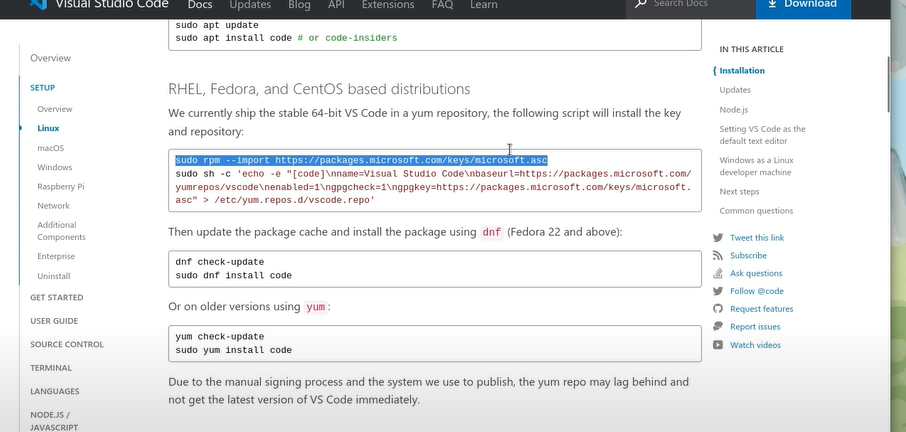 Visual Studio Code
Docs
Updates
Blog
API
Extensions
FAQ
Learn
Search Docs
Download
Overview
SETUP
Overview
Linux
macOS
Windows
Raspberry Pi
Network
Additional
Components
Enterprise
Uninstall
GET STARTED
USER GUIDE
SOURCE CONTROL
TERMINAL
LANGUAGES
NODE.JS /
JAVASCRIPT
sudo apt update
sudo apt install code # or code-insiders
RHEL, Fedora, and CentOS based distributions
We currently ship the stable 64-bit VS Code in a yum repository, the following script will install the key
and repository:
sudo rpm --import https://packages.microsoft.com/keys/microsoft.asc
sudo sh -c 'echo -e "[code]\nname=Visual Studio Code\nbaseurl=https://packages.microsoft.com/
yumrepos/vscode\nenabled=1\ngpgcheck=1\ngpgkey=https://packages.microsoft.com/keys/microsoft.
asc" > /etc/yum.repos.d/vscode.repo'
Then update the package cache and install the package using dnf (Fedora 22 and above):
dnf check-update
sudo dnf install code
Or on older versions using yum:
yum check-update
sudo yum install code
Due to the manual signing process and the system we use to publish, the yum repo may lag behind and
not get the latest version of VS Code immediately.
IN THIS ARTICLE
Installation
Updates
Node.js
Setting VS Code as the
default text editor
Windows as a Linux
developer machine
Next steps
Common questions
Tweet this link
Subscribe
Ask questions
Follow @code
Request features
Report issues
Watch videos